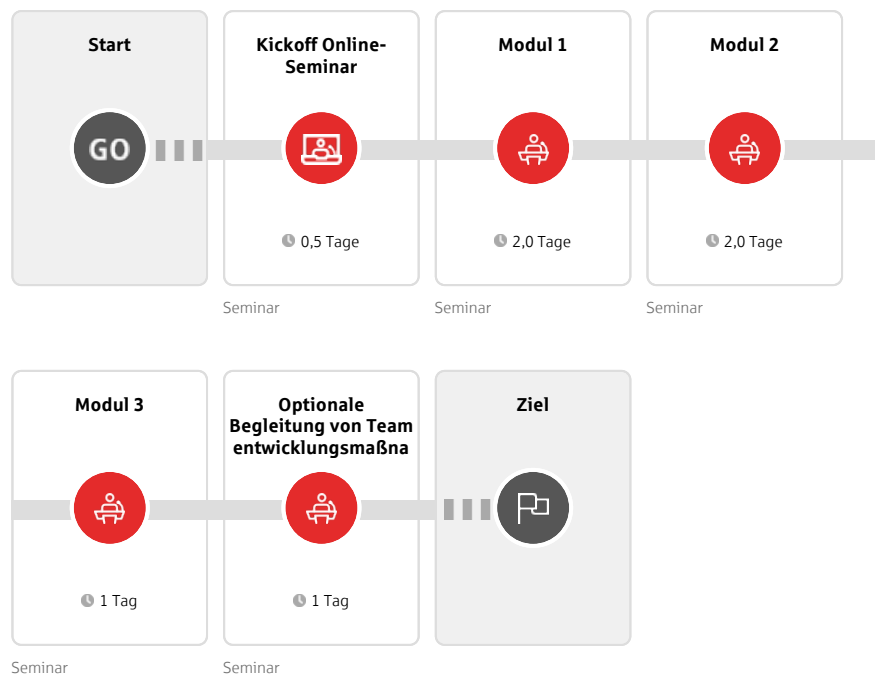 Start
Kickoff Online-
Seminar
Modul 1
Modul 2
GO
0,5 Tage
2,0 Tage
2,0 Tage
Seminar
Seminar
Seminar
Modul 3
Optionale
Begleitung von Team
entwicklungsmaßna
Ziel
1 Tag
1 Tag
Seminar
Seminar